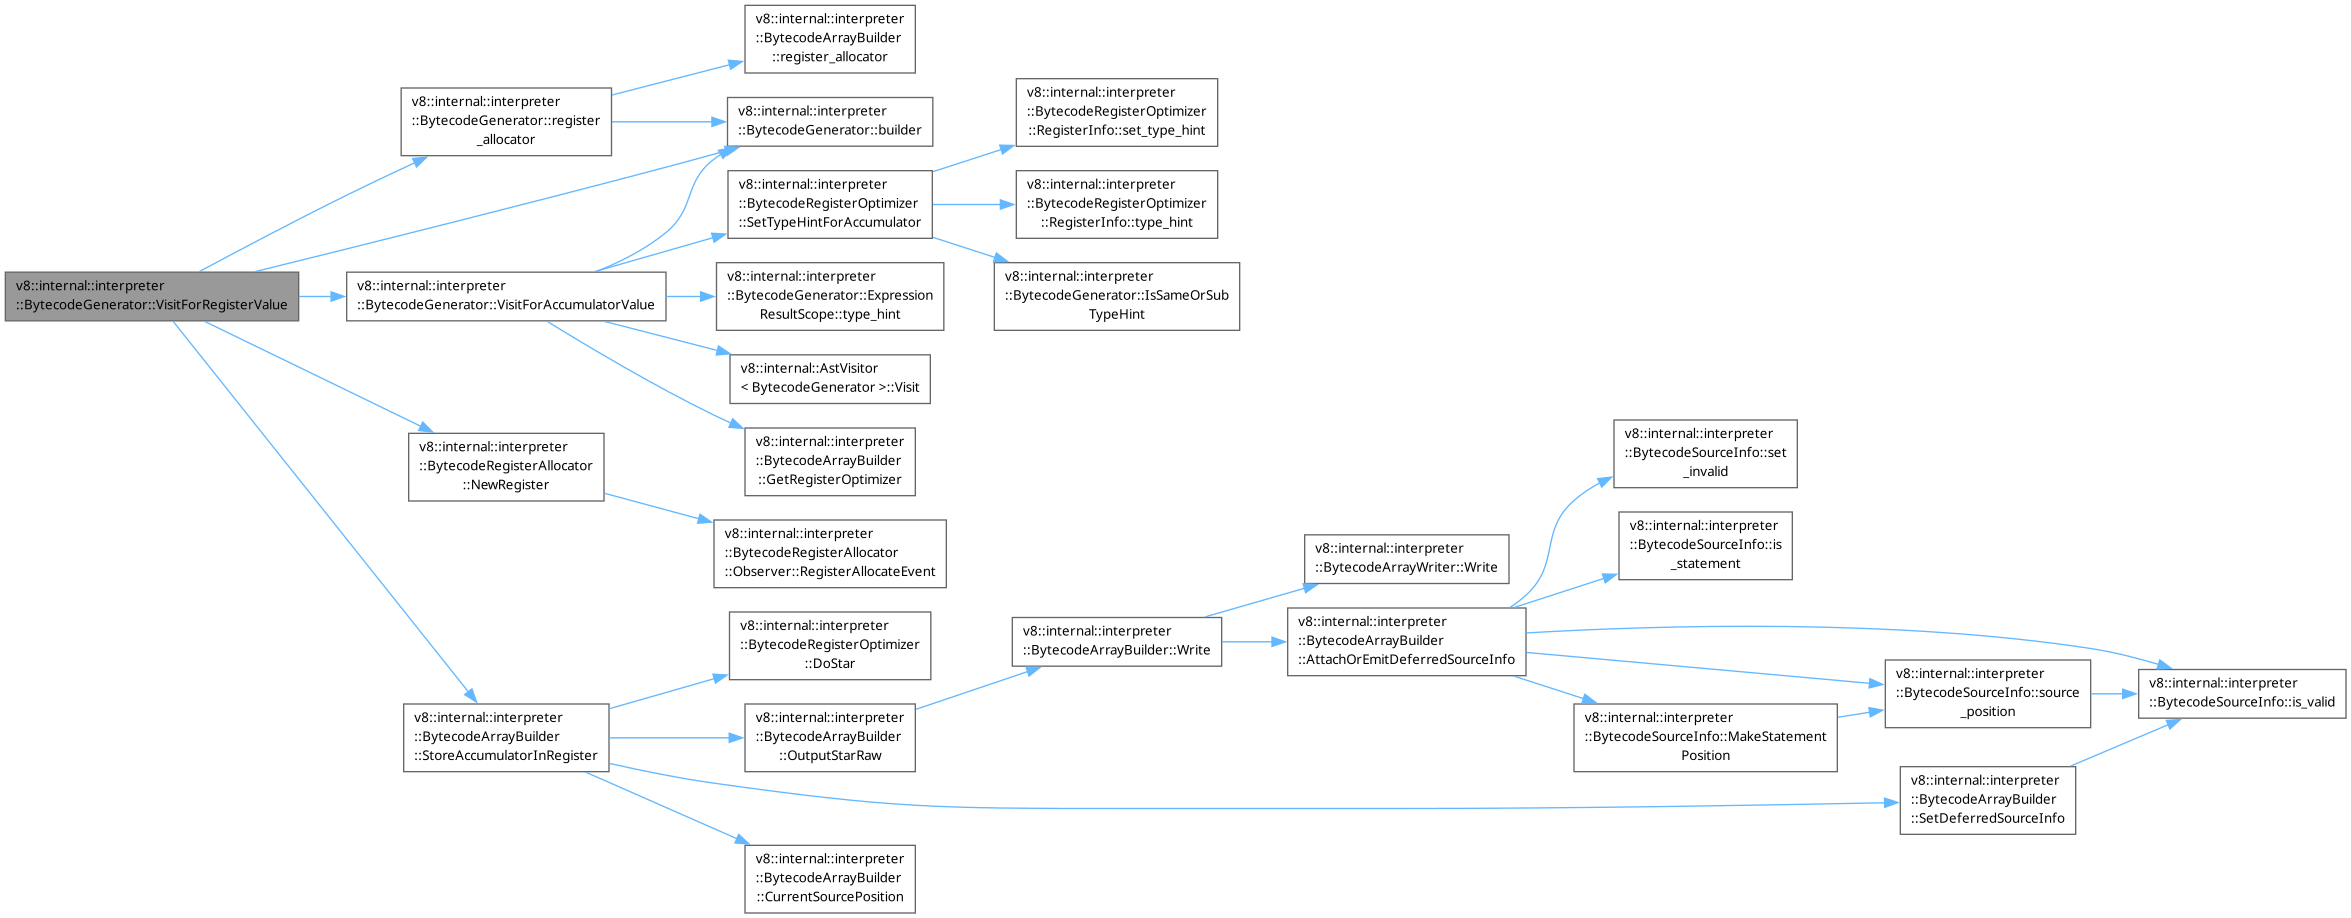 v8::internal::interpreter
::BytecodeGenerator::VisitForRegisterValue
v8::internal::interpreter
::BytecodeGenerator::register
_allocator
v8::internal::interpreter
::BytecodeArrayBuilder
::register_allocator
v8::internal::interpreter
::BytecodeGenerator::builder
v8::internal::interpreter
::BytecodeGenerator::VisitForAccumulatorValue
v8::internal::interpreter
::BytecodeRegisterOptimizer
::SetTypeHintForAccumulator
v8::internal::interpreter
::BytecodeRegisterOptimizer
::RegisterInfo::set_type_hint
v8::internal::interpreter
::BytecodeRegisterOptimizer
::RegisterInfo::type_hint
v8::internal::interpreter
::BytecodeGenerator::IsSameOrSub
TypeHint
v8::internal::interpreter
::BytecodeGenerator::Expression
ResultScope::type_hint
v8::internal::AstVisitor
< BytecodeGenerator >::Visit
v8::internal::interpreter
::BytecodeArrayBuilder
::GetRegisterOptimizer
v8::internal::interpreter
::BytecodeRegisterAllocator
::NewRegister
v8::internal::interpreter
::BytecodeRegisterAllocator
::Observer::RegisterAllocateEvent
v8::internal::interpreter
::BytecodeArrayBuilder
::StoreAccumulatorInRegister
v8::internal::interpreter
::BytecodeRegisterOptimizer
::DoStar
v8::internal::interpreter
::BytecodeArrayBuilder
::OutputStarRaw
v8::internal::interpreter
::BytecodeArrayBuilder::Write
v8::internal::interpreter
::BytecodeArrayWriter::Write
v8::internal::interpreter
::BytecodeArrayBuilder
::AttachOrEmitDeferredSourceInfo
v8::internal::interpreter
::BytecodeSourceInfo::set
_invalid
v8::internal::interpreter
::BytecodeSourceInfo::is
_statement
v8::internal::interpreter
::BytecodeSourceInfo::MakeStatement
Position
v8::internal::interpreter
::BytecodeSourceInfo::source
_position
v8::internal::interpreter
::BytecodeSourceInfo::is_valid
v8::internal::interpreter
::BytecodeArrayBuilder
::SetDeferredSourceInfo
v8::internal::interpreter
::BytecodeArrayBuilder
::CurrentSourcePosition